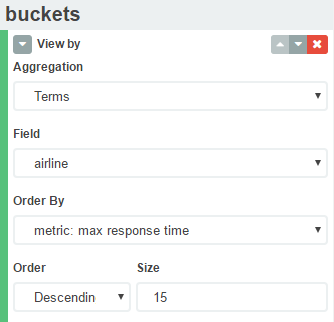 buckets
View by
Aggregation
Terms
Field
airline
Order By
metric: max response time
Order Size
Descendin 15